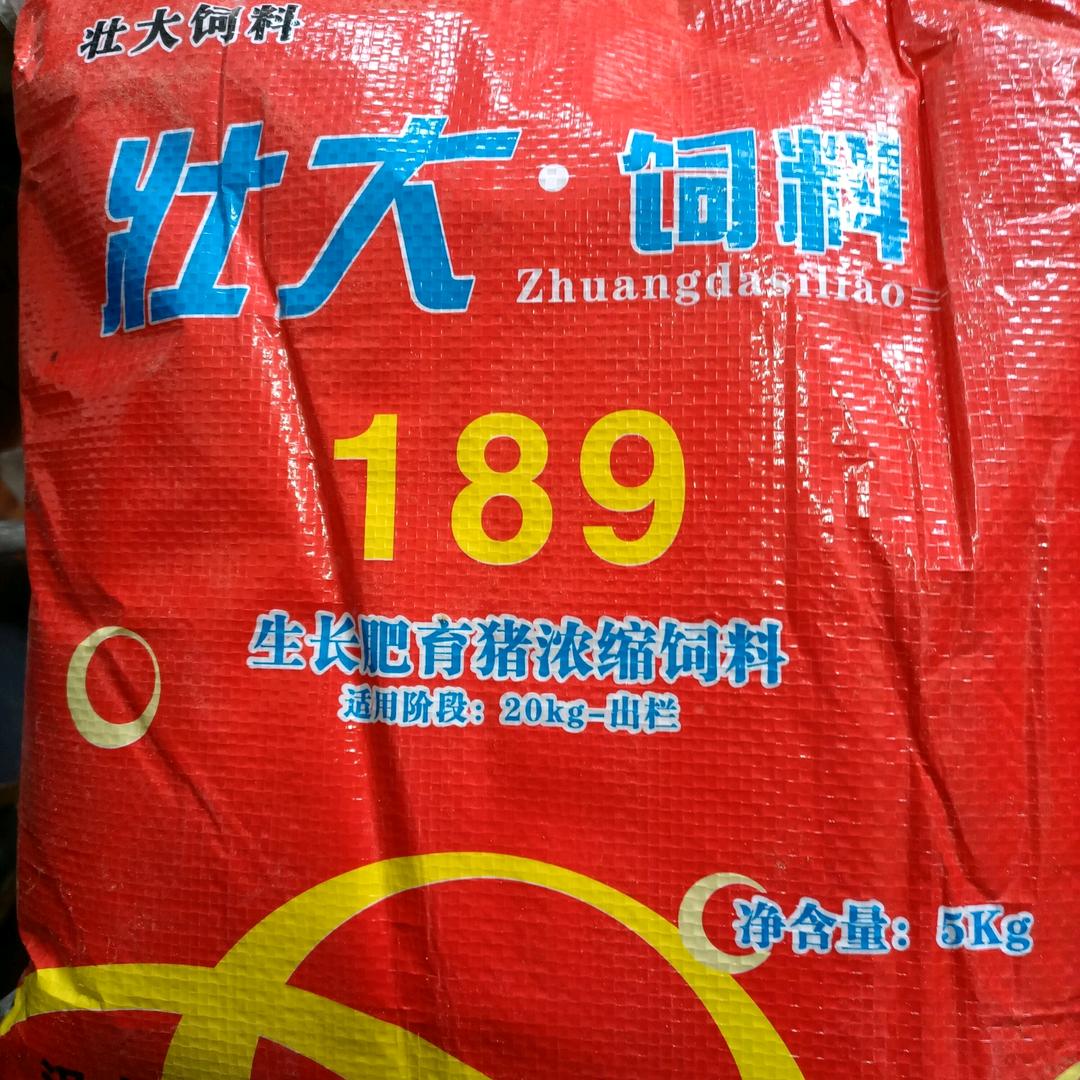 壮大饲料
壮大·饲料
Zhuangdasiliao
189
生长肥育猪浓缩饲料
适用阶段：20kg-出栏
净含量：5Kg